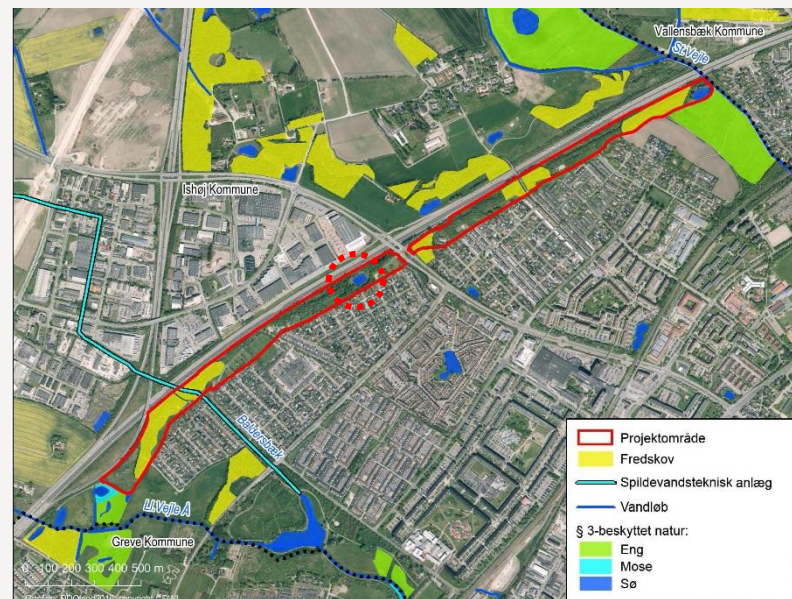 Vallensbæk Kommune
St.Vejle
Ishøj Kommune
Baldersbæk
Ll.Vejle Å
Greve Kommune
0 100 200 300 400 500 m
Projektområde
Fredskov
Spildevandsteknisk anlæg
Vandløb
§ 3-beskyttet natur:
Eng
Mose
Sø